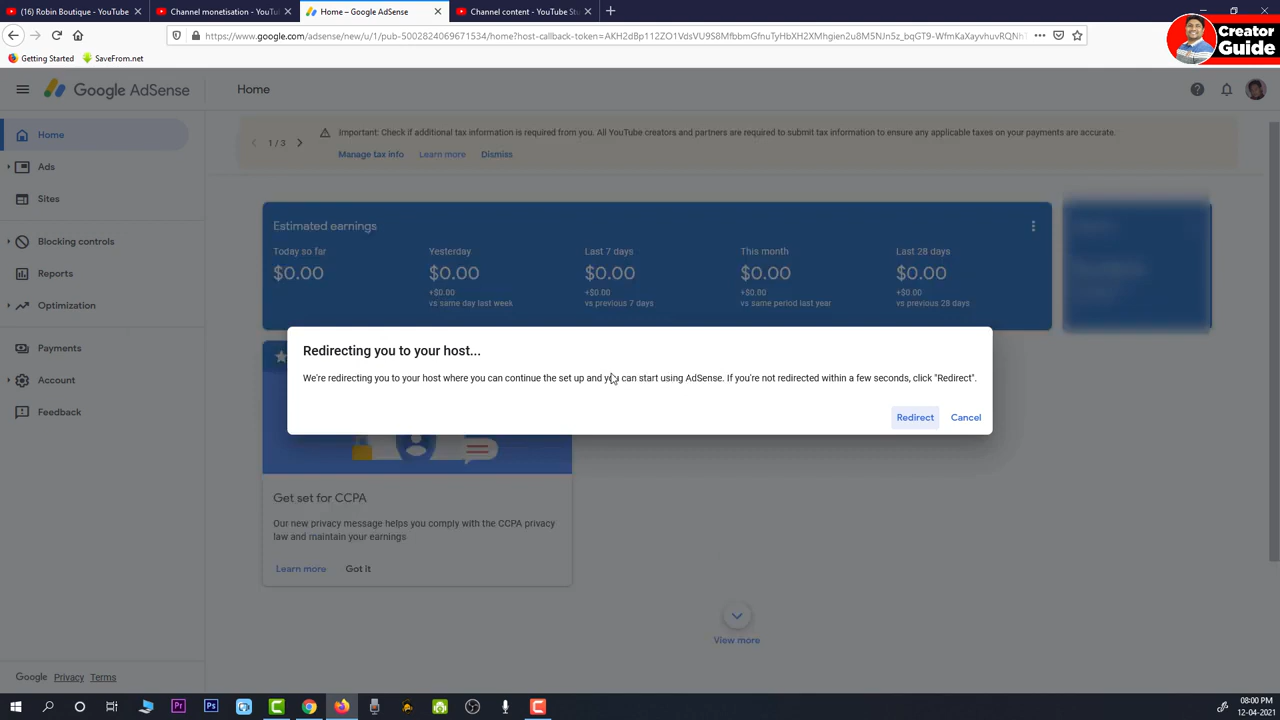 (16) Robin Boutique - YouTube
Channel monetisation - YouTu
Home – Google AdSense
Channel content - YouTube St
https://www.google.com/adsense/new/u/1/pub-5002824069671534/home?host-callback-token=
Creator
Guide
Getting Started
SaveFrom.net
Google AdSense
Home
Home
Ads
Sites
Blocking controls
Reports
Optimization
Payments
Account
Feedback
1 / 3
Important: Check if additional tax information is required from you. All YouTube creators and partners are required to submit tax information to ensure any applicable taxes on your payments are accurate.
Manage tax info Learn more Dismiss
Estimated earnings
Today so far Yesterday Last 7 days This month Last 28 days
$0.00 $0.00 $0.00 $0.00 $0.00
+$0.00 +$0.00 +$0.00 +$0.00
vs same day last week vs previous 7 days vs same period last year vs previous 28 days
Redirecting you to your host...
We're redirecting you to your host where you can continue the set up and you can start using AdSense. If you're not redirected within a few seconds, click "Redirect".
Redirect Cancel
Get set for CCPA
Our new privacy message helps you comply with the CCPA privacy
law and maintain your earnings
Learn more Got it
View more
Google Privacy Terms
08:00 PM
12-04-2021